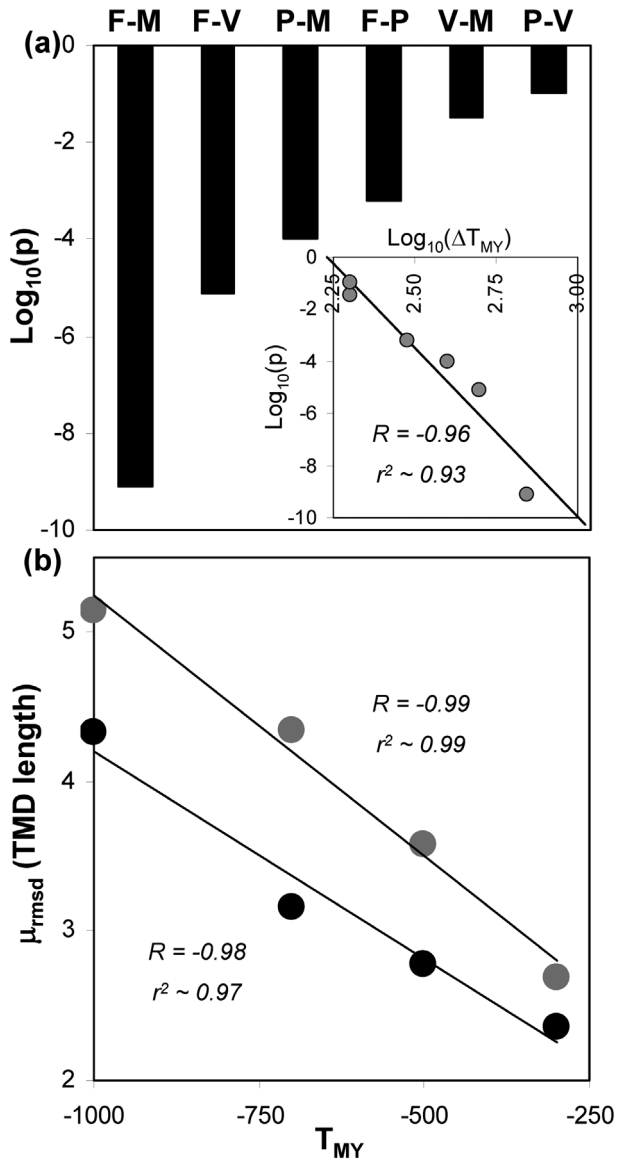 F-M F-V P-M F-P V-M P-V
(a)
0
-2
-4
-6
-8
-10
Log10(p)
Log10(ΔTMY)
0
-2
-4
-6
-8
-10
2.25 2.50 2.75 3.00
Log10(p)
R = -0.96
r² ~ 0.93
(b)
5
4
3
2
μrmsd (TMD length)
R = -0.99
r² ~ 0.99
R = -0.98
r² ~ 0.97
-1000 -750 -500 -250
TMY